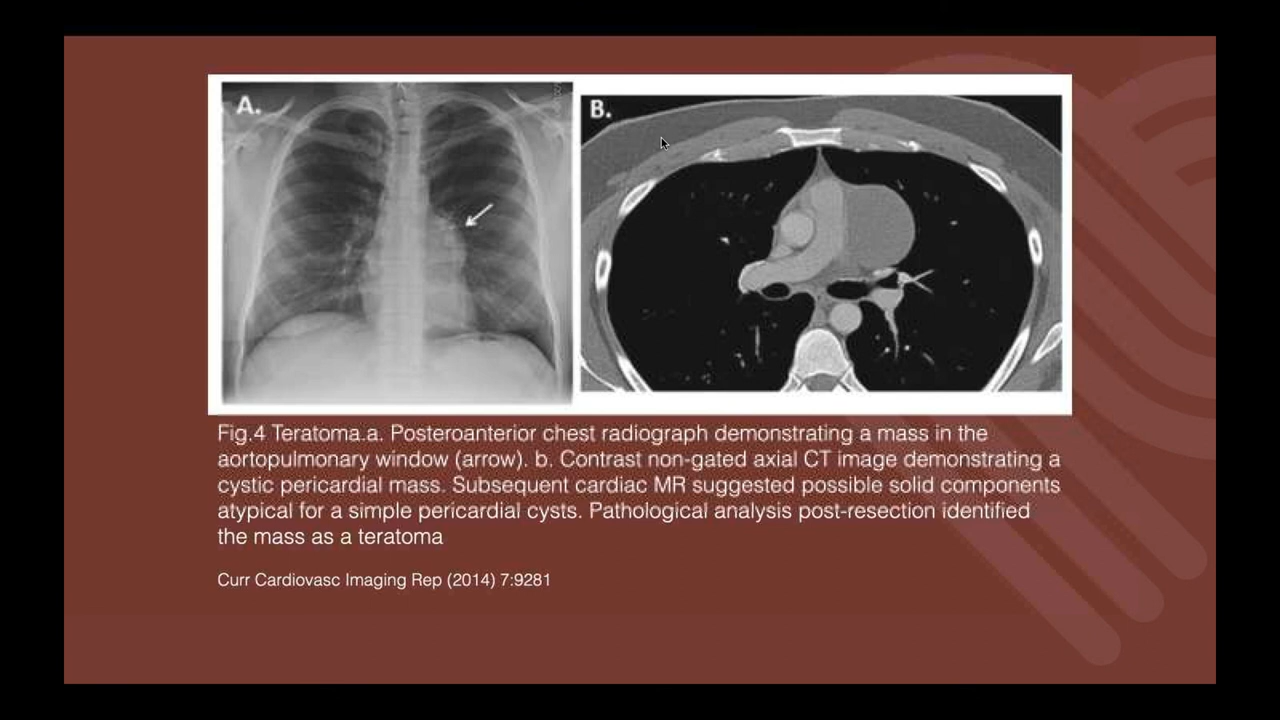 A.
B.
Fig.4 Teratoma.a. Posteroanterior chest radiograph demonstrating a mass in the
aortopulmonary window (arrow). b. Contrast non-gated axial CT image demonstrating a
cystic pericardial mass. Subsequent cardiac MR suggested possible solid components
atypical for a simple pericardial cysts. Pathological analysis post-resection identified
the mass as a teratoma
Curr Cardiovasc Imaging Rep (2014) 7:9281